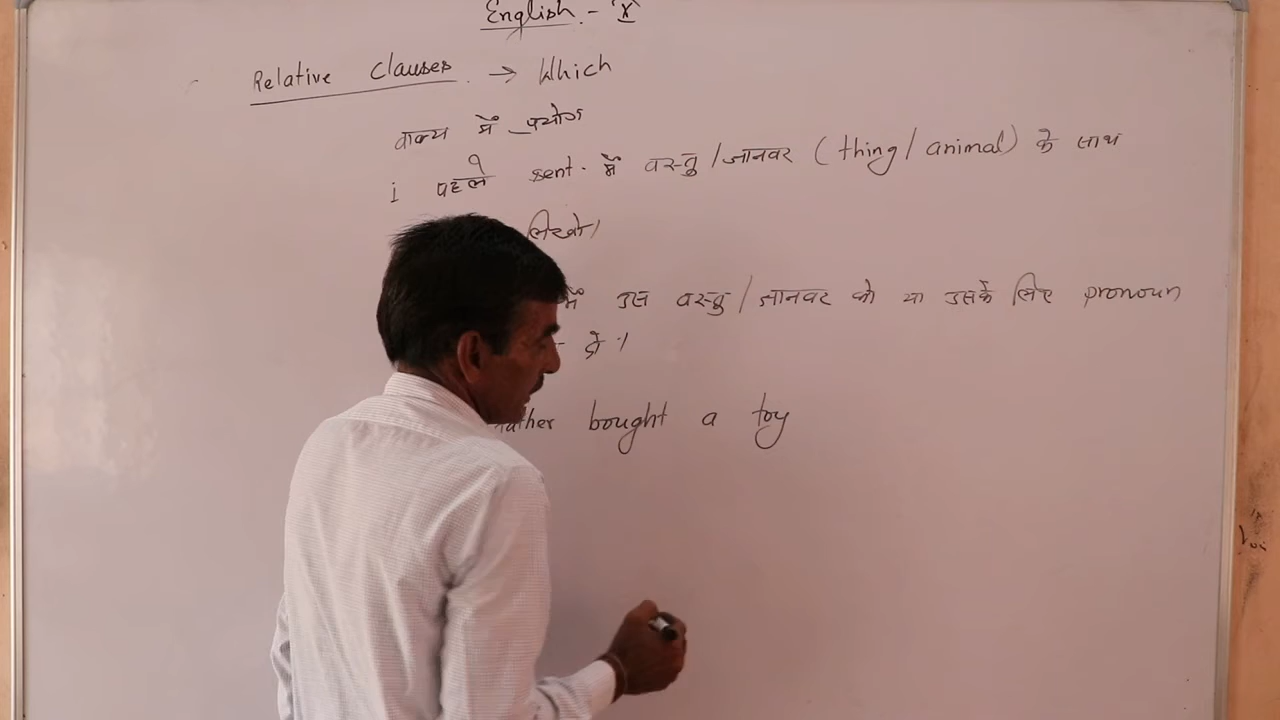 English - X
Relative Clauses → Which
वाक्य में प्रयोग
i पहले sent. में वस्तु/जानवर (thing/animal) के साथ
लिखो।
में उस वस्तु/जानवर को या उसके लिए pronoun
दो।
bought a toy